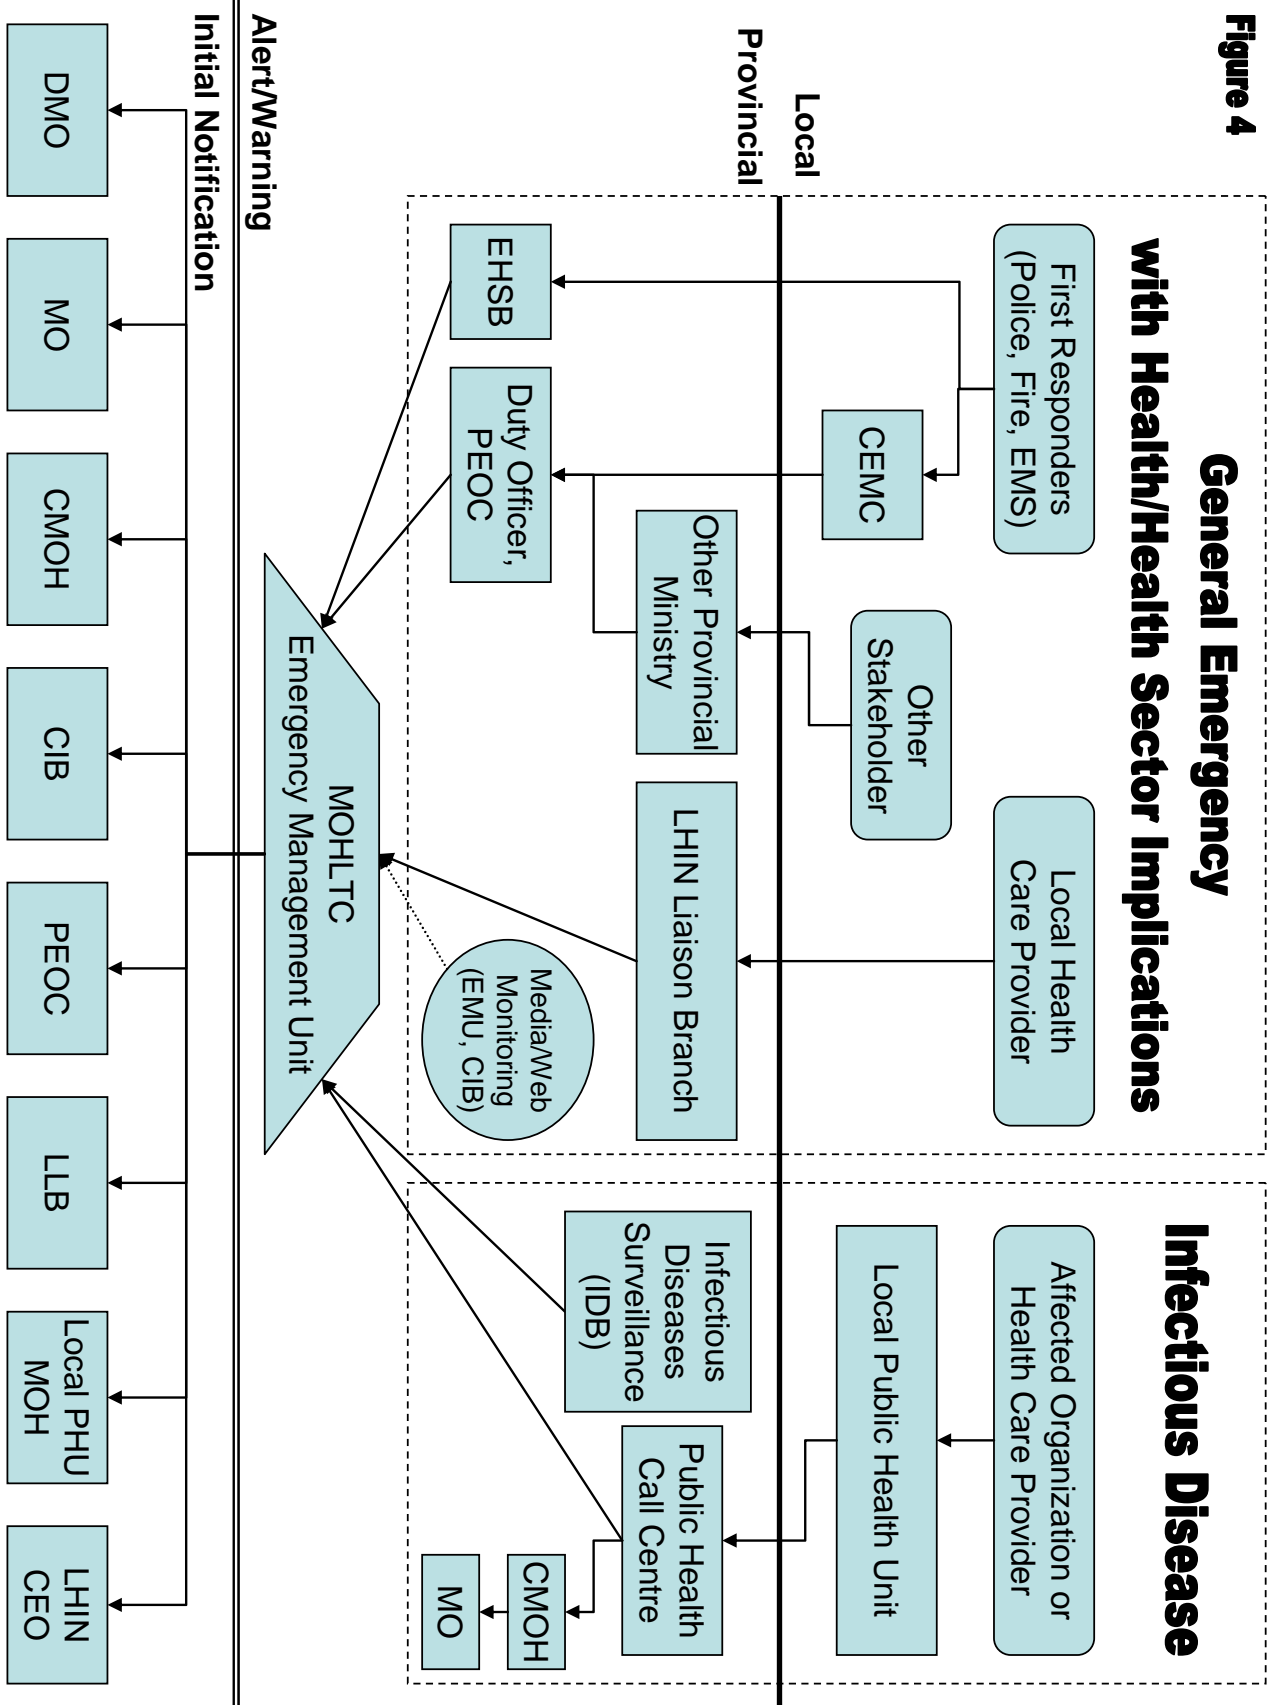 Figure 4
General Emergency
with Health/Health Sector Implications
Infectious Disease
First Responders
(Police, Fire, EMS)
Local Health
Care Provider
Affected Organization or
Health Care Provider
Other
Stakeholder
CEMC
Local Public Health Unit
Local
Provincial
Other Provincial
Ministry
LHIN Liaison Branch
Infectious
Diseases
Surveillance
(IDB)
Public Health
Call Centre
EHSB
Duty Officer,
PEOC
Media/Web
Monitoring
(EMU, CIB)
CMOH
MO
MOHLTC
Emergency Management Unit
Alert/Warning
Initial Notification
DMO
MO
CMOH
CIB
PEOC
LLB
Local PHU
MOH
LHIN
CEO